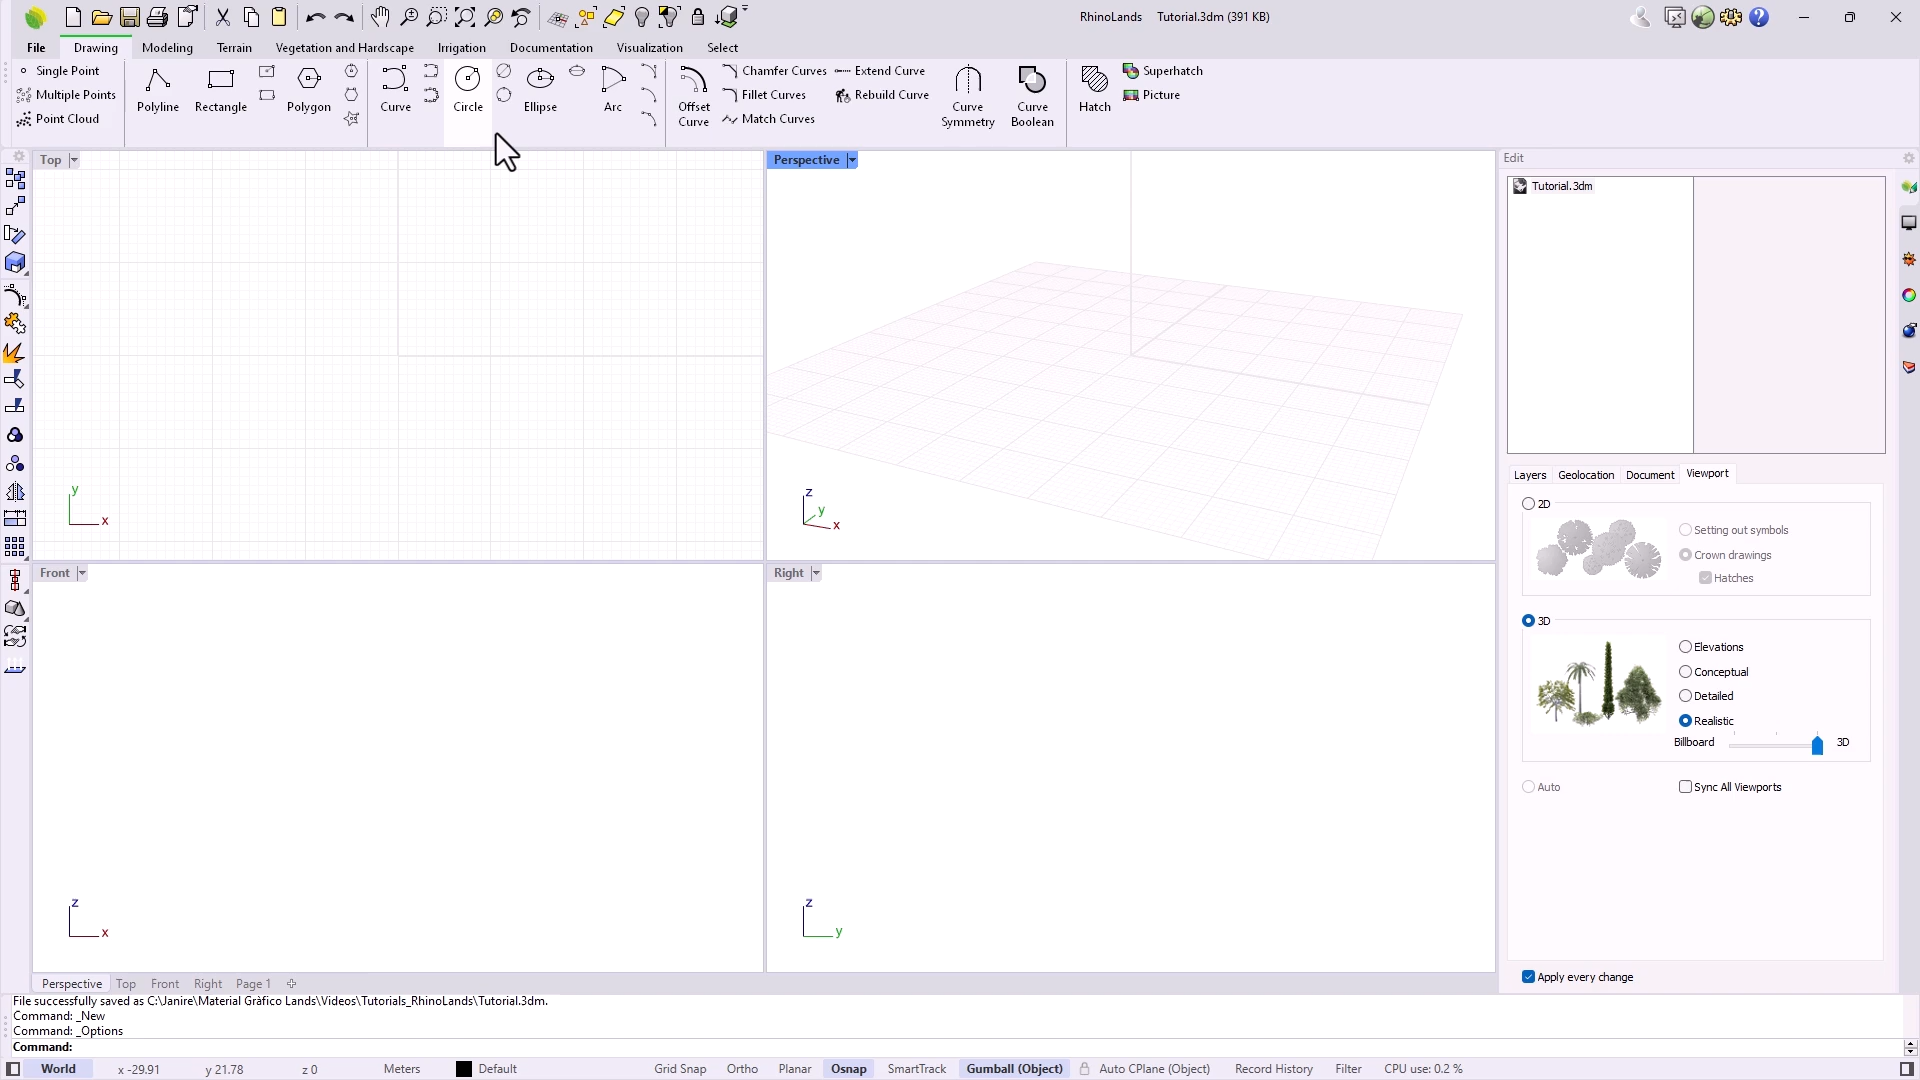 RhinoLands Tutorial.3dm (391 KB)
File Drawing Modeling Terrain Vegetation and Hardscape Irrigation Documentation Visualization Select
Single Point
Multiple Points
Point Cloud
Polyline
Rectangle
Polygon
Curve
Circle
Ellipse
Arc
Offset
Curve
Chamfer Curves
Fillet Curves
Match Curves
Extend Curve
Rebuild Curve
Curve
Symmetry
Curve
Boolean
Hatch
Superhatch
Picture
Top
y
x
Perspective
z
y
x
Front
z
x
Right
z
y
Edit
Tutorial.3dm
Layers Geolocation Document Viewport
2D
Setting out symbols
Crown drawings
Hatches
3D
Elevations
Conceptual
Detailed
Realistic
Billboard 3D
Auto
Sync All Viewports
Apply every change
Perspective Top Front Right Page 1
File successfully saved as C:\Janire\Material Gráfico Lands\Videos\Tutorials_RhinoLands\Tutorial.3dm.
Command: _New
Command: _Options
Command:
World x -29.91 y 21.78 z 0 Meters Default Grid Snap Ortho Planar Osnap SmartTrack Gumball (Object) Auto CPlane (Object) Record History Filter CPU use: 0.2 %